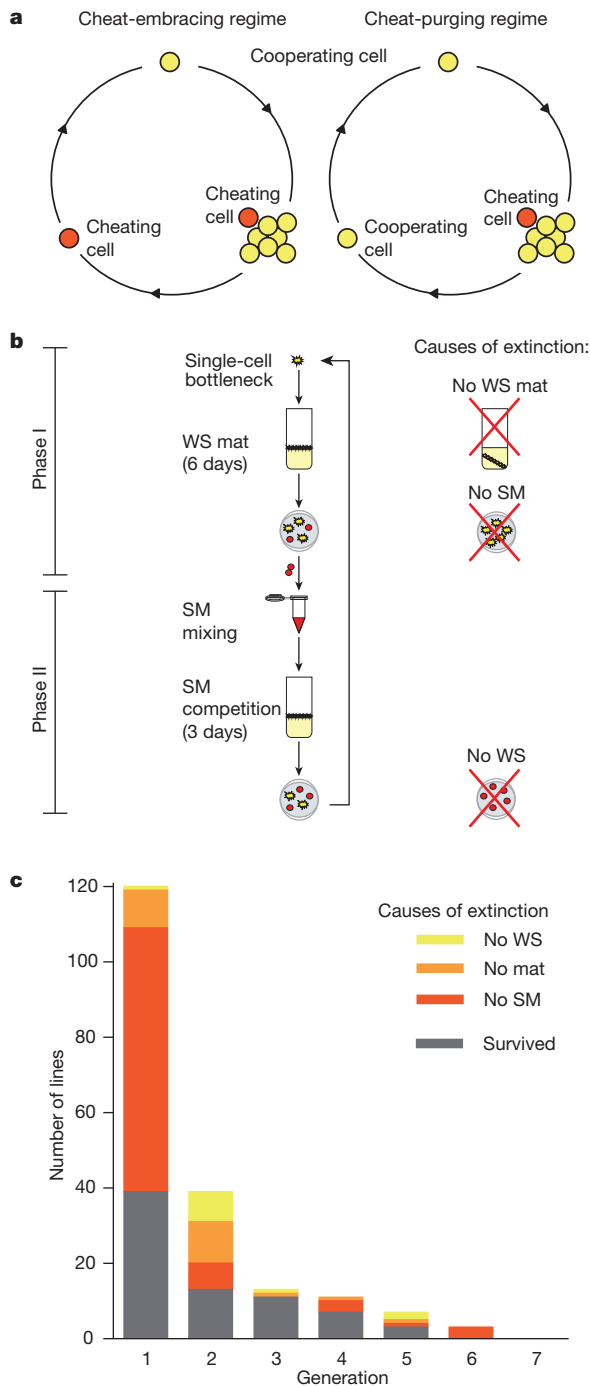 a
Cheat-embracing regime
Cheat-purging regime
Cooperating cell
Cheating
cell
Cheating
cell
Cheating
cell
Cooperating
cell
b
Phase I
Phase II
Single-cell
bottleneck
WS mat
(6 days)
SM
mixing
SM
competition
(3 days)
Causes of extinction:
No WS mat
No SM
No WS
c
Number of lines
120
100
80
60
40
20
0
Causes of extinction
No WS
No mat
No SM
Survived
1 2 3 4 5 6 7
Generation